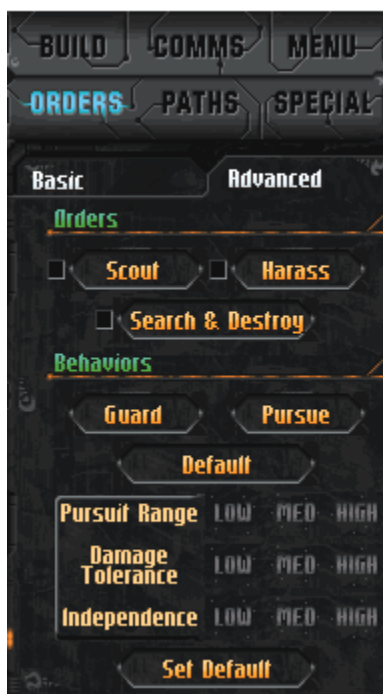 BUILD COMMS MENU
ORDERS PATHS SPECIAL
Basic Advanced
Orders
Scout Harass
Search & Destroy
Behaviors
Guard Pursue
Default
Pursuit Range LOW MED HIGH
Damage
Tolerance LOW MED HIGH
Independence LOW MED HIGH
Set Default